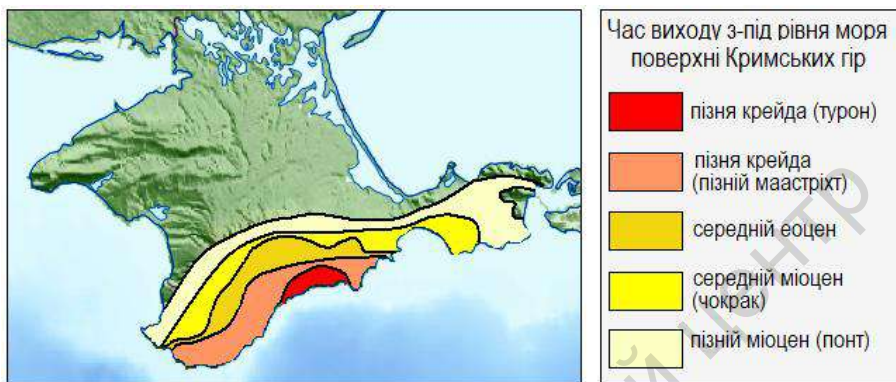 Час виходу з-під рівня моря
поверхні Кримських гір
пізня крейда (турон)
пізня крейда
(пізній маастріхт)
середній еоцен
середній міоцен
(чокрак)
пізній міоцен (понт)
й центр